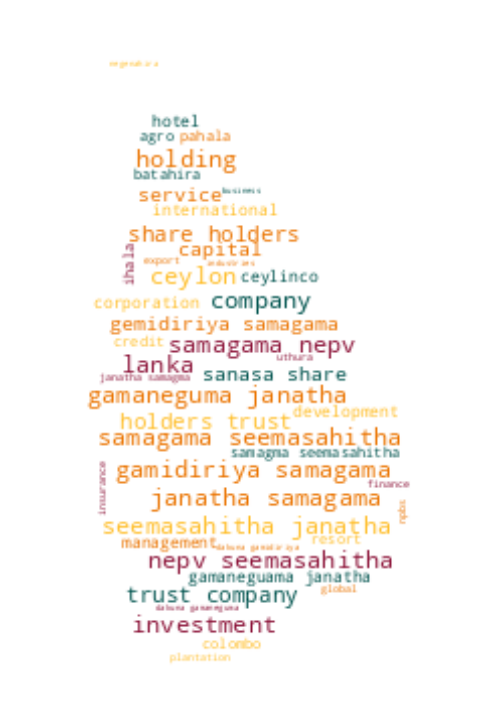 hotel
agro pahala
holding
batahira
service business
international
share holders
capital
export industries
ihala
ceylon ceylinco
corporation company
gemidiriya samagama
credit samagama nepv
uthura
lanka
janatha samagma sanasa share
gamaneguma janatha
holders trust development
samagama seemasahitha
samagma seemasahitha
gamidiriya samagama
insurance
finance
janatha samagama
npbs
seemasahitha janatha
management resort
dakuna gamidiriya
nepv seemasahitha
gamaneguama janatha
trust company global
dakuna gamaneguma
investment
colombo
plantation